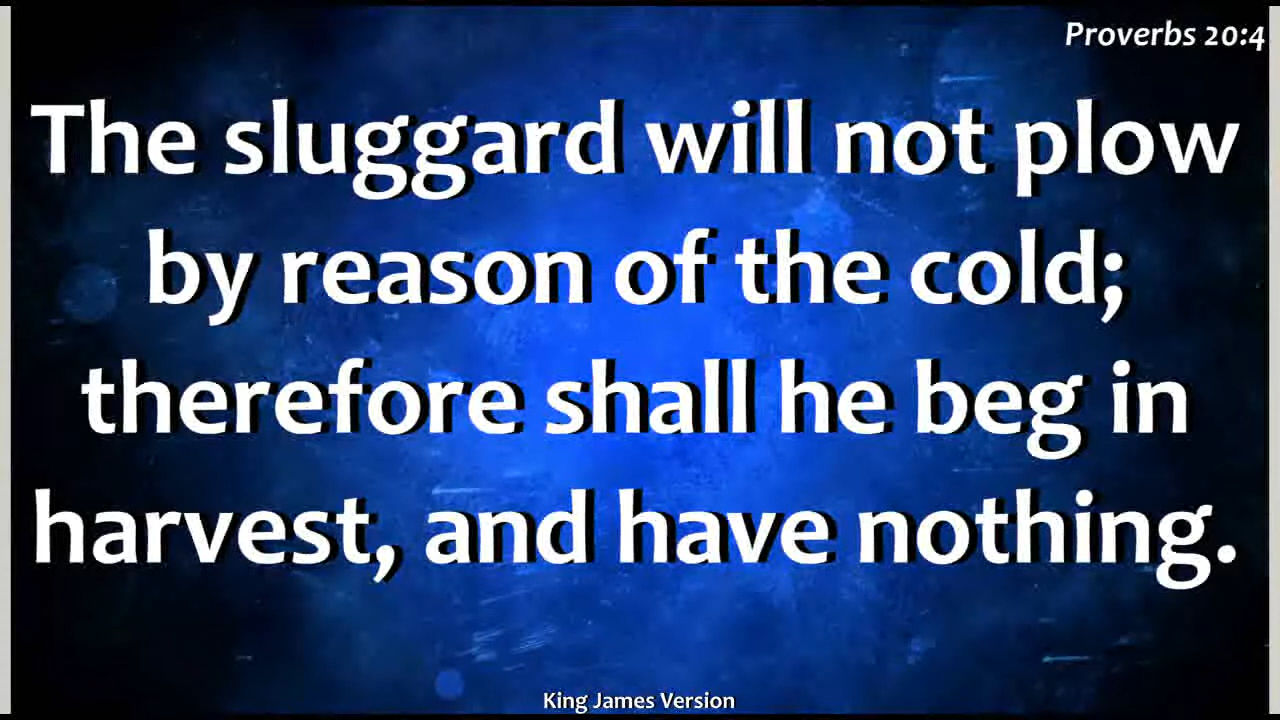 Proverbs 20:4
The sluggard will not plow
by reason of the cold;
therefore shall he beg in
harvest, and have nothing.
King James Version